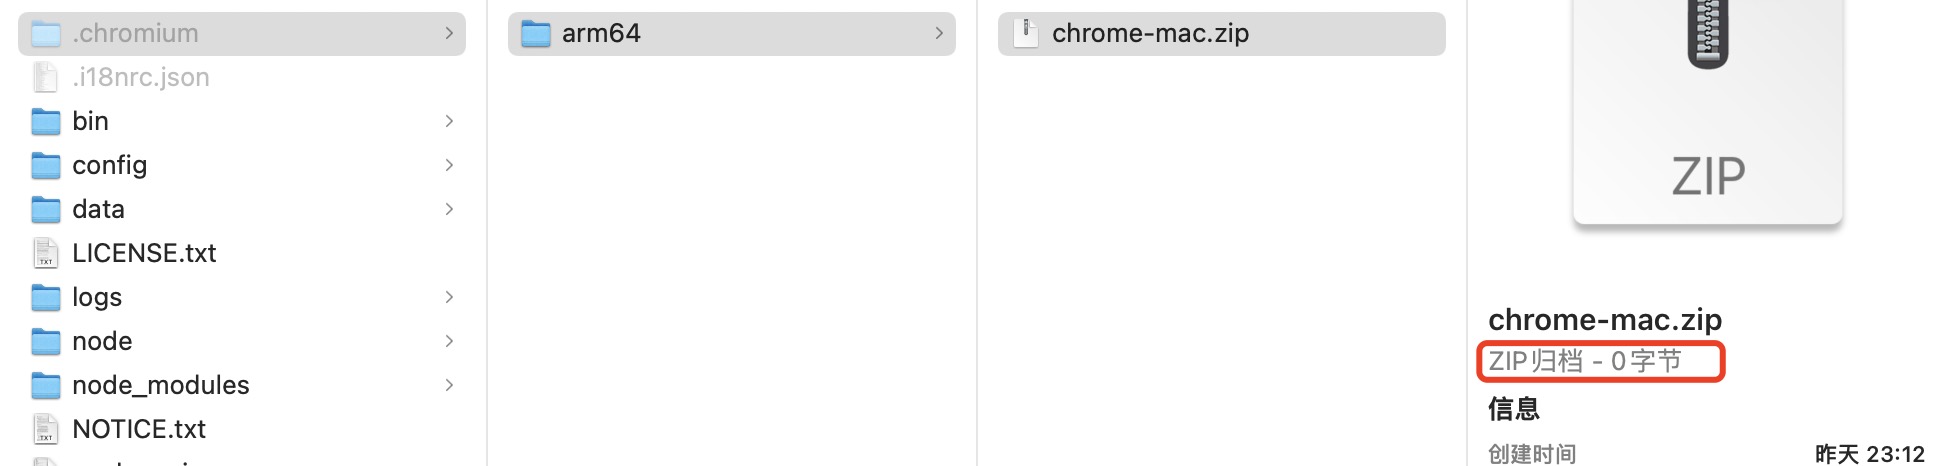 .chromium
.i18nrc.json
bin
config
data
LICENSE.txt
logs
node
node_modules
NOTICE.txt
arm64
chrome-mac.zip
ZIP
chrome-mac.zip
ZIP归档 - 0字节
信息
创建时间 昨天 23:12